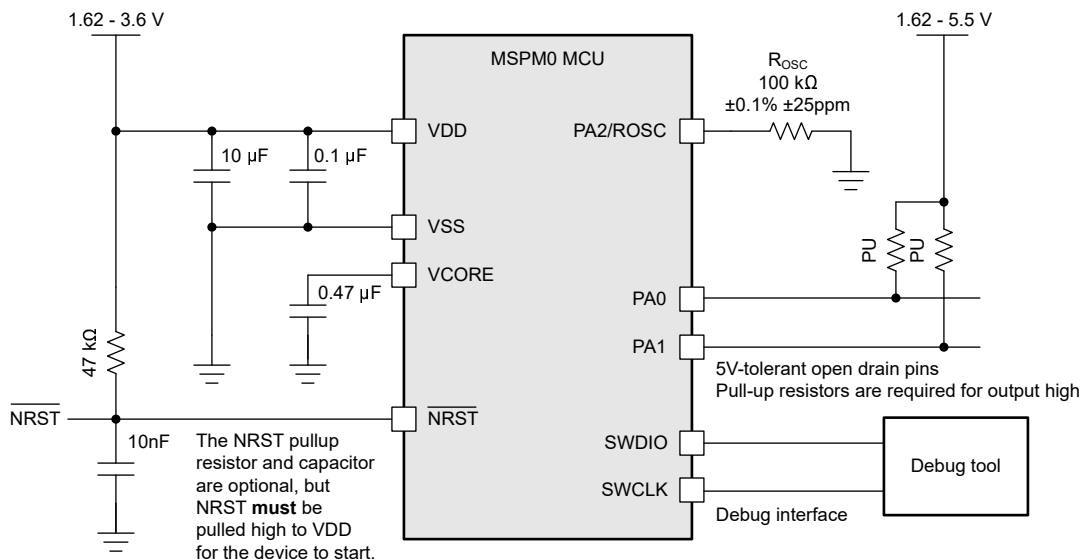 1.62 - 3.6 V
1.62 - 5.5 V
MSPM0 MCU
ROSC
100 kΩ
±0.1% ±25ppm
VDD
PA2/ROSC
10 µF
0.1 µF
VSS
VCORE
0.47 µF
PU
PU
PA0
PA1
47 kΩ
5V-tolerant open drain pins
Pull-up resistors are required for output high
NRST
NRST
10nF
The NRST pullup
resistor and capacitor
are optional, but
NRST must be
pulled high to VDD
for the device to start.
SWDIO
SWCLK
Debug tool
Debug interface